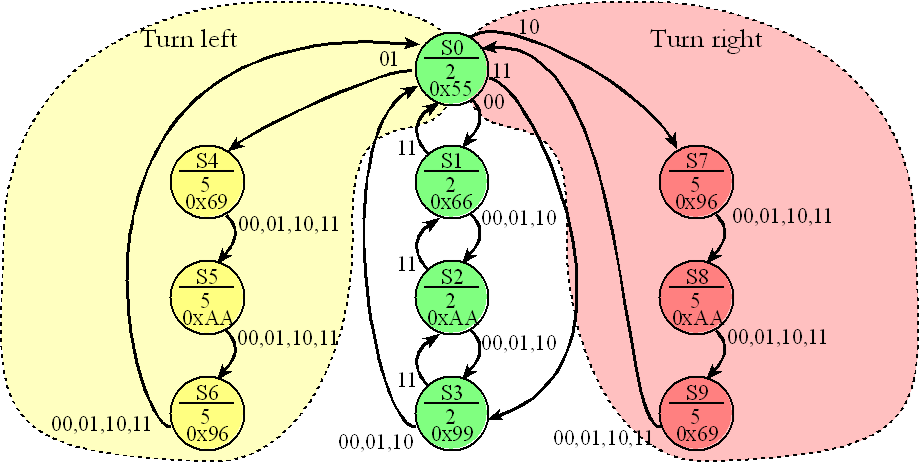 Turn left
Turn right
10
S0
2
0x55
01
11
00
S4
5
0x69
11
S1
2
0x66
S7
5
0x96
00,01,10,11
00,01,10
00,01,10,11
S5
5
0xAA
11
S2
2
0xAA
S8
5
0xAA
00,01,10,11
00,01,10
00,01,10,11
S6
5
0x96
11
S3
2
0x99
S9
5
0x69
00,01,10,11
00,01,10
00,01,10,11